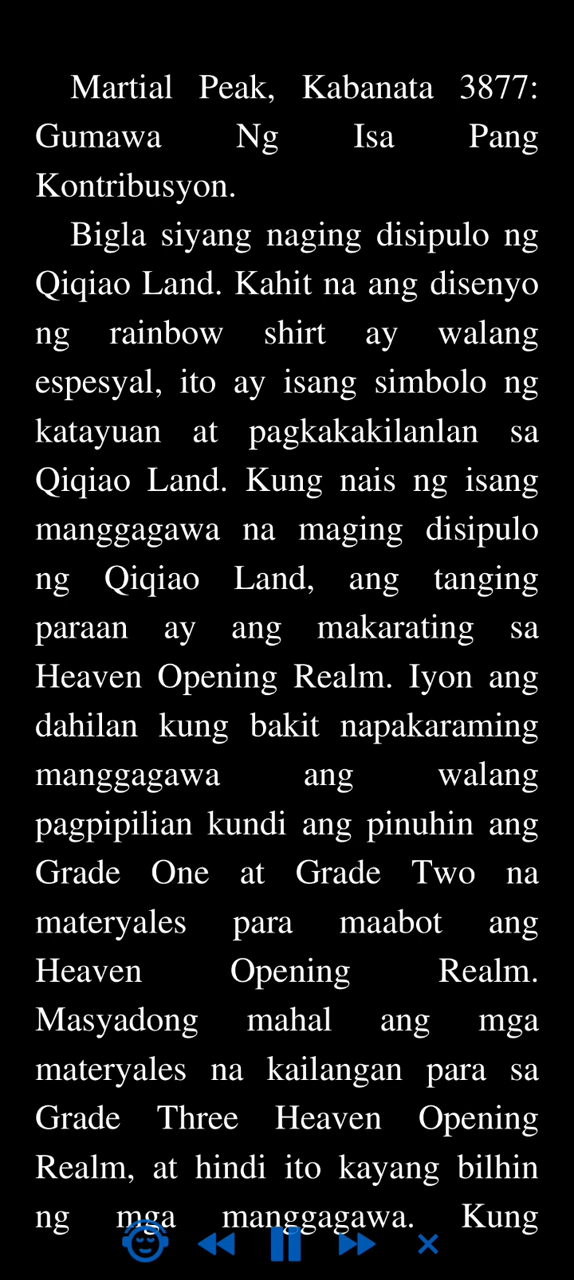 Martial Peak, Kabanata 3877:
Gumawa Ng Isa Pang
Kontribusyon.
Bigla siyang naging disipulo ng
Qiqiao Land. Kahit na ang disenyo
ng rainbow shirt ay walang
espesyal, ito ay isang simbolo ng
katayuan at pagkakakilanlan sa
Qiqiao Land. Kung nais ng isang
manggagawa na maging disipulo
ng Qiqiao Land, ang tanging
paraan ay ang makarating sa
Heaven Opening Realm. Iyon ang
dahilan kung bakit napakaraming
manggagawa ang walang
pagpipilian kundi ang pinuhin ang
Grade One at Grade Two na
materyales para maabot ang
Heaven Opening Realm.
Masyadong mahal ang mga
materyales na kailangan para sa
Grade Three Heaven Opening
Realm, at hindi ito kayang bilhin
ng mga manggagawa. Kung